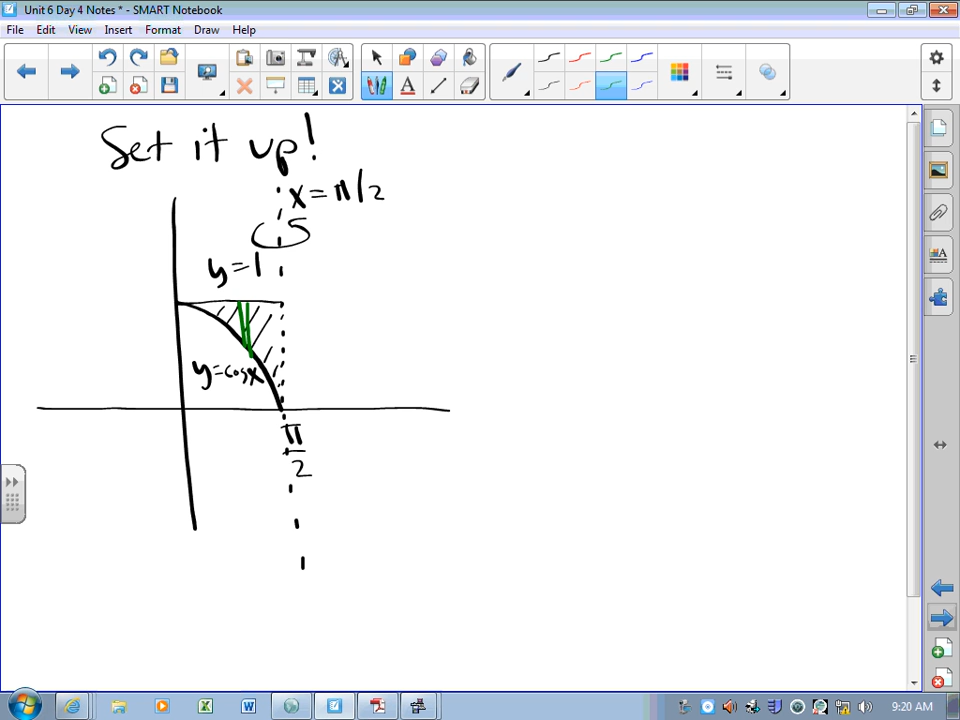 Unit 6 Day 4 Notes * - SMART Notebook
File Edit View Insert Format Draw Help
Set it up!
x = π/2
y = 1
y = cos x
π
2
9:20 AM